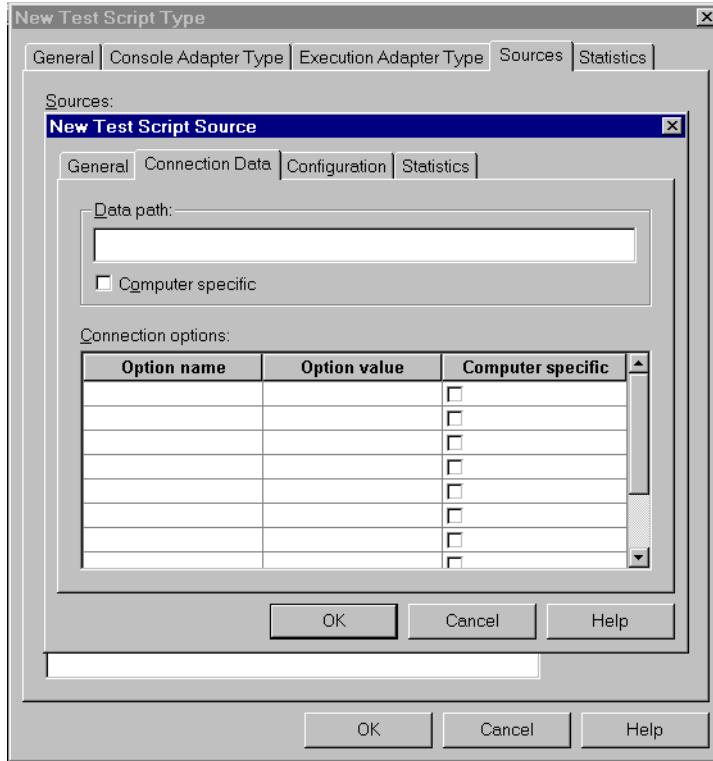 New Test Script Type
General Console Adapter Type Execution Adapter Type Sources Statistics
Sources:
New Test Script Source
General Connection Data Configuration Statistics
Data path:
Computer specific
Connection options:
Option name Option value Computer specific
OK Cancel Help
OK Cancel Help